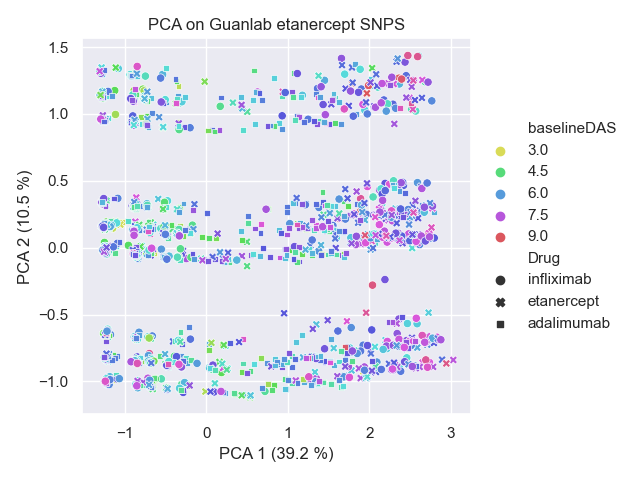 PCA on Guanlab etanercept SNPS
1.5
1.0
0.5
0.0
−0.5
−1.0
PCA 2 (10.5 %)
−1
0
1
2
3
PCA 1 (39.2 %)
baselineDAS
3.0
4.5
6.0
7.5
9.0
Drug
infliximab
etanercept
adalimumab